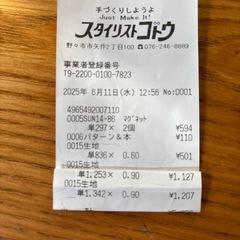 手づくりしようよ
Just Make It!
スタイリストゴトウ
野々市市矢作2丁目100 ☎076-246-8889
事業者登録番号
T9-2200-0100-7823
2025年 6月11日(水) 12:56 No:0001
4965492007110
0005SUN14-86 マグネット
単297× 2個 ¥594
0006パターン&本 ¥110
0015生地
単836× 0.60 ¥501
0015生地
単1,253× 0.90 ¥1,127
0015生地
単1,342× 0.90 ¥1,207